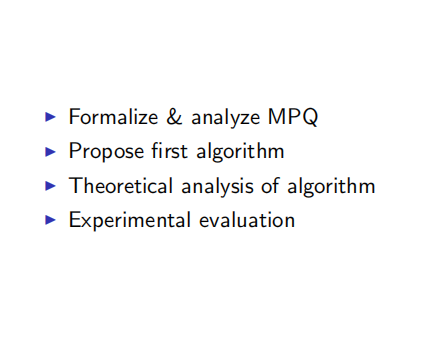 Formalize & analyze MPQ
Propose first algorithm
Theoretical analysis of algorithm
Experimental evaluation